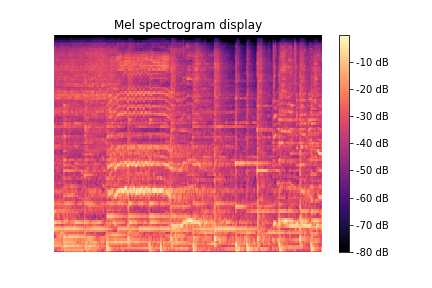 Mel spectrogram display
-10 dB
-20 dB
-30 dB
-40 dB
-50 dB
-60 dB
-70 dB
-80 dB